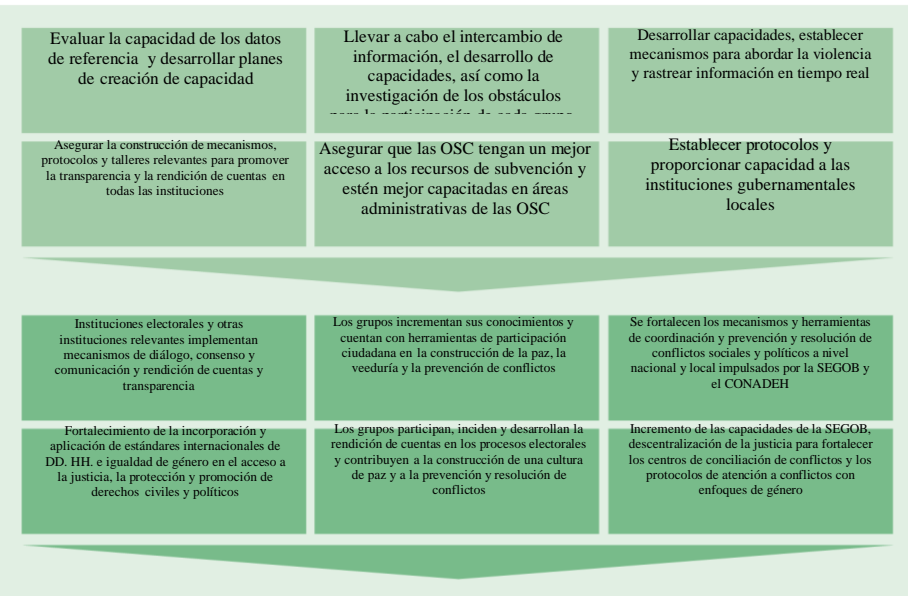 Evaluar la capacidad de los datos
de referencia y desarrollar planes
de creación de capacidad
Llevar a cabo el intercambio de
información, el desarrollo de
capacidades, así como la
investigación de los obstáculos
para la participación de cada grupo
Desarrollar capacidades, establecer
mecanismos para abordar la violencia
y rastrear información en tiempo real
Asegurar la construcción de mecanismos,
protocolos y talleres relevantes para promover
la transparencia y la rendición de cuentas en
todas las instituciones
Asegurar que las OSC tengan un mejor
acceso a los recursos de subvención y
estén mejor capacitadas en áreas
administrativas de las OSC
Establecer protocolos y
proporcionar capacidad a las
instituciones gubernamentales
locales
Instituciones electorales y otras
instituciones relevantes implementan
mecanismos de diálogo, consenso y
comunicación y rendición de cuentas y
transparencia
Los grupos incrementan sus conocimientos y
cuentan con herramientas de participación
ciudadana en la construcción de la paz, la
veeduría y la prevención de conflictos
Se fortalecen los mecanismos y herramientas
de coordinación y prevención y resolución de
conflictos sociales y políticos a nivel
nacional y local impulsados por la SEGOB y
el CONADEH
Fortalecimiento de la incorporación y
aplicación de estándares internacionales de
DD. HH. e igualdad de género en el acceso a
la justicia, la protección y promoción de
derechos civiles y políticos
Los grupos participan, inciden y desarrollan la
rendición de cuentas en los procesos electorales
y contribuyen a la construcción de una cultura
de paz y a la prevención y resolución de
conflictos
Incremento de las capacidades de la SEGOB,
descentralización de la justicia para fortalecer
los centros de conciliación de conflictos y los
protocolos de atención a conflictos con
enfoques de género